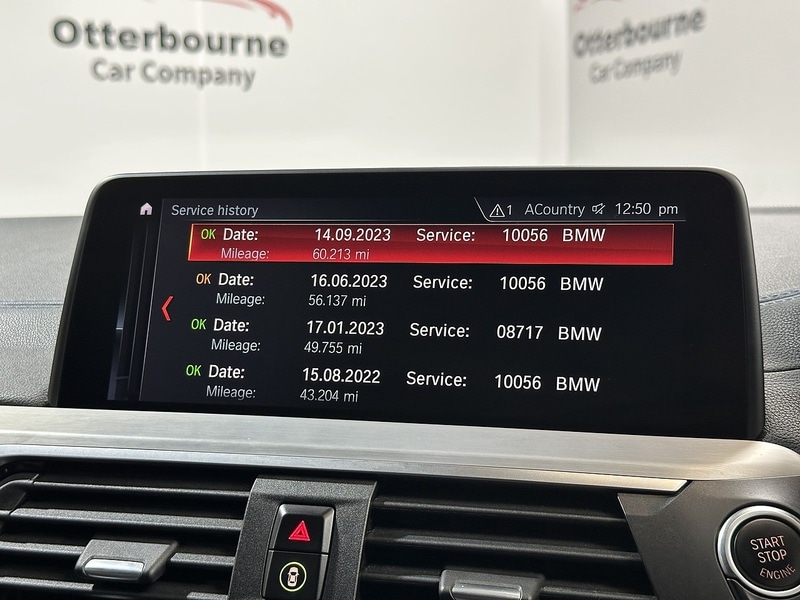 Otterbourne
Car Company
Otterbourne
Car Company
Service history 1 ACountry 12:50 pm
OK Date: 14.09.2023 Service: 10056 BMW
Mileage: 60.213 mi
OK Date: 16.06.2023 Service: 10056 BMW
Mileage: 56.137 mi
OK Date: 17.01.2023 Service: 08717 BMW
Mileage: 49.755 mi
OK Date: 15.08.2022 Service: 10056 BMW
Mileage: 43.204 mi
START
STOP
ENGINE